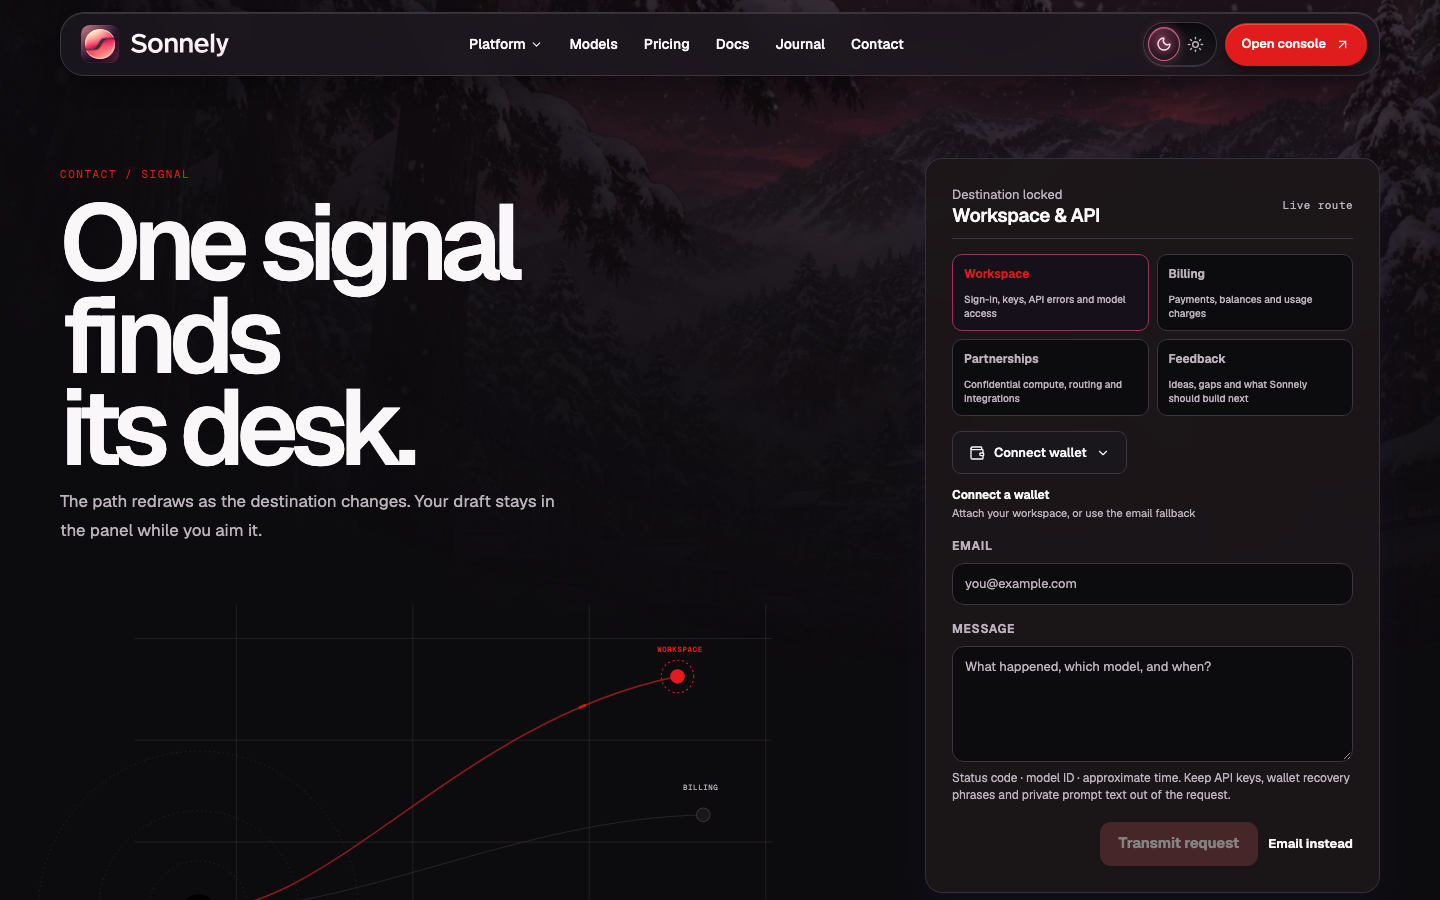 Sonnely
Platform
Models
Pricing
Docs
Journal
Contact
Open console
CONTACT / SIGNAL
One signal
finds
its desk.
The path redraws as the destination changes. Your draft stays in
the panel while you aim it.
WORKSPACE
BILLING
Destination locked
Workspace & API
Live route
Workspace
Sign-in, keys, API errors and model
access
Billing
Payments, balances and usage
charges
Partnerships
Confidential compute, routing and
integrations
Feedback
Ideas, gaps and what Sonnely
should build next
Connect wallet
Connect a wallet
Attach your workspace, or use the email fallback
EMAIL
you@example.com
MESSAGE
What happened, which model, and when?
Status code · model ID · approximate time. Keep API keys, wallet recovery
phrases and private prompt text out of the request.
Transmit request
Email instead